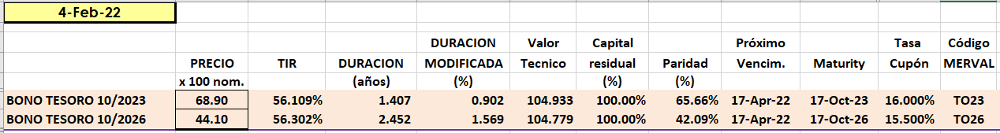 4-Feb-22
DURACION Valor Capital Próximo Tasa Código
PRECIO TIR DURACION MODIFICADA Tecnico residual Paridad Vencim. Maturity Cupón MERVAL
x 100 nom. (años) (%) (%) (%)
BONO TESORO 10/2023 68.90 56.109% 1.407 0.902 104.933 100.00% 65.66% 17-Apr-22 17-Oct-23 16.000% TO23
BONO TESORO 10/2026 44.10 56.302% 2.452 1.569 104.779 100.00% 42.09% 17-Apr-22 17-Oct-26 15.500% TO26